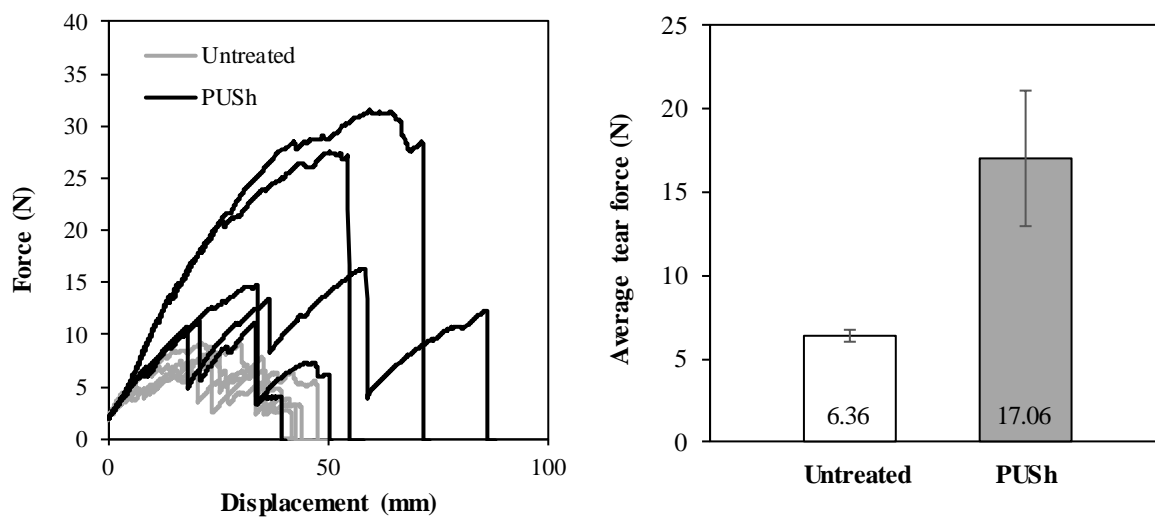 Force (N)
40
35
30
25
20
15
10
5
0
Untreated
PUSh
0
50
100
Displacement (mm)
Average tear force (N)
25
20
15
10
5
0
6.36
17.06
Untreated
PUSh